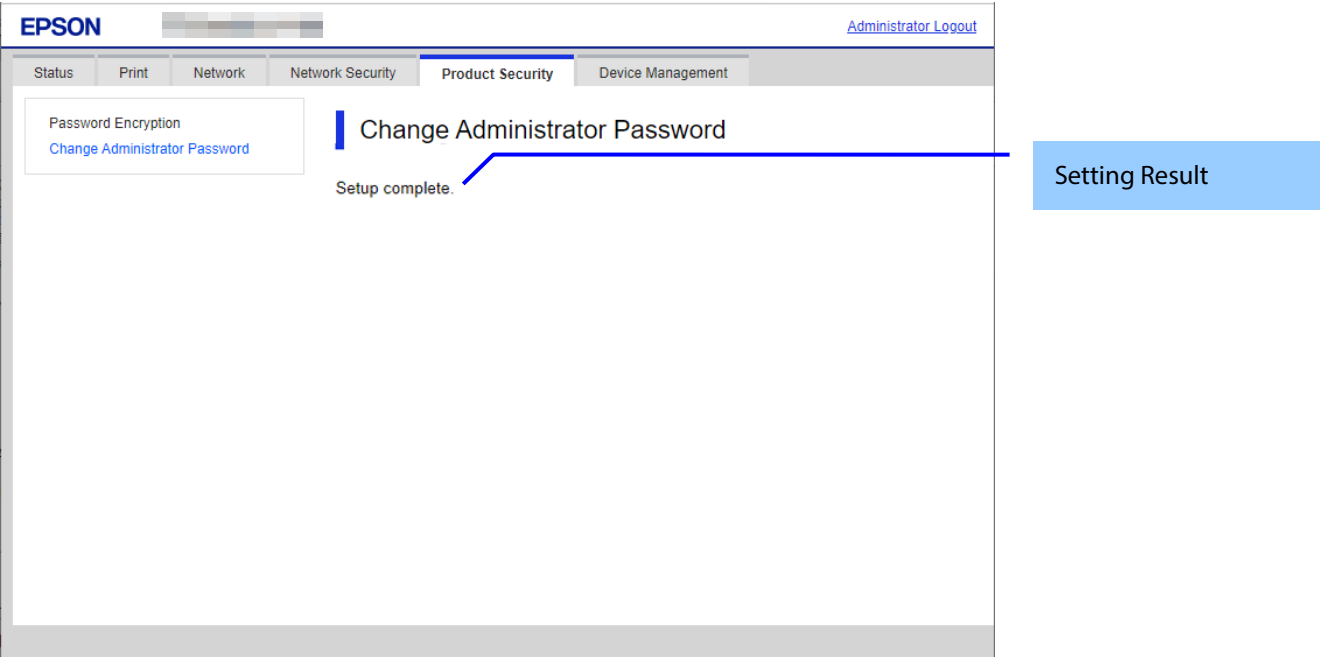 EPSON
Administrator Logout
Status Print Network Network Security Product Security Device Management
Password Encryption
Change Administrator Password
Change Administrator Password
Setup complete.
Setting Result